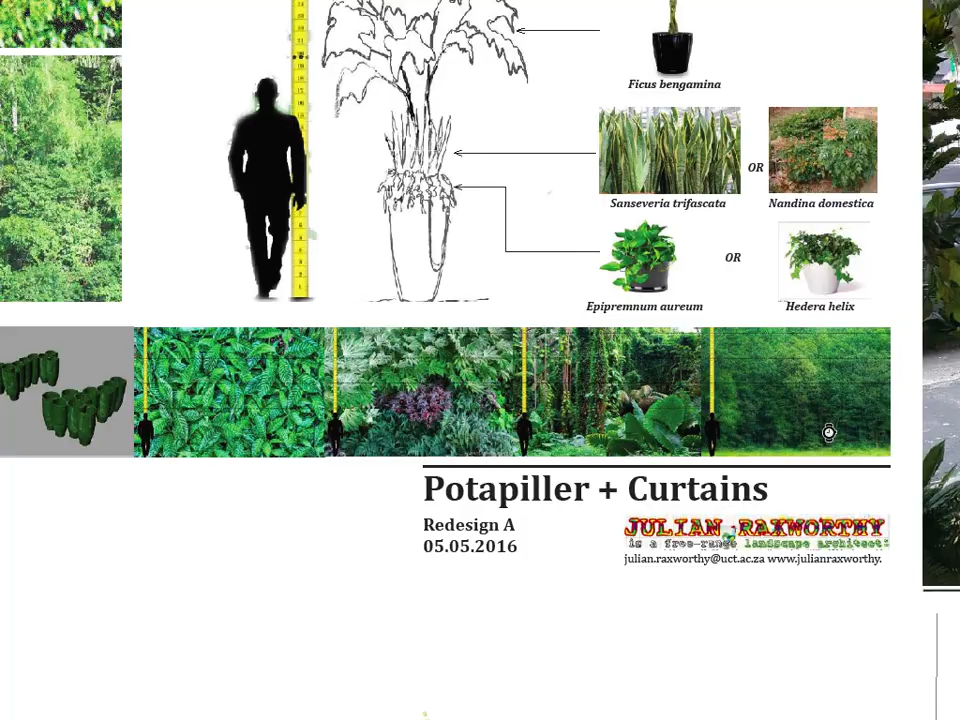 Ficus bengamina
OR
Sanseveria trifascata
Nandina domestica
OR
Epipremnum aureum
Hedera helix
Potapiller + Curtains
Redesign A
05.05.2016
JULIAN RAXWORTHY
is a free-range landscape architect:
julian.raxworthy@uct.ac.za www.julianraxworthy.